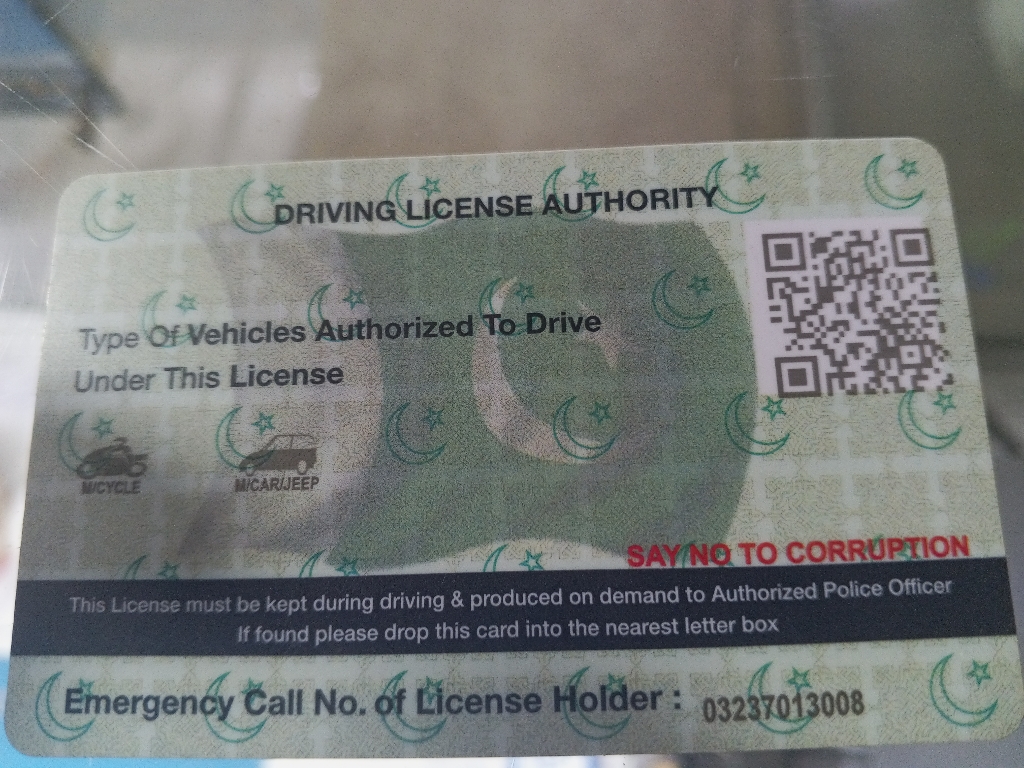 DRIVING LICENSE AUTHORITY
Type Of Vehicles Authorized To Drive
Under This License
M/CYCLE
M/CAR/JEEP
SAY NO TO CORRUPTION
This License must be kept during driving & produced on demand to Authorized Police Officer
If found please drop this card into the nearest letter box
Emergency Call No. of License Holder : 03237013008